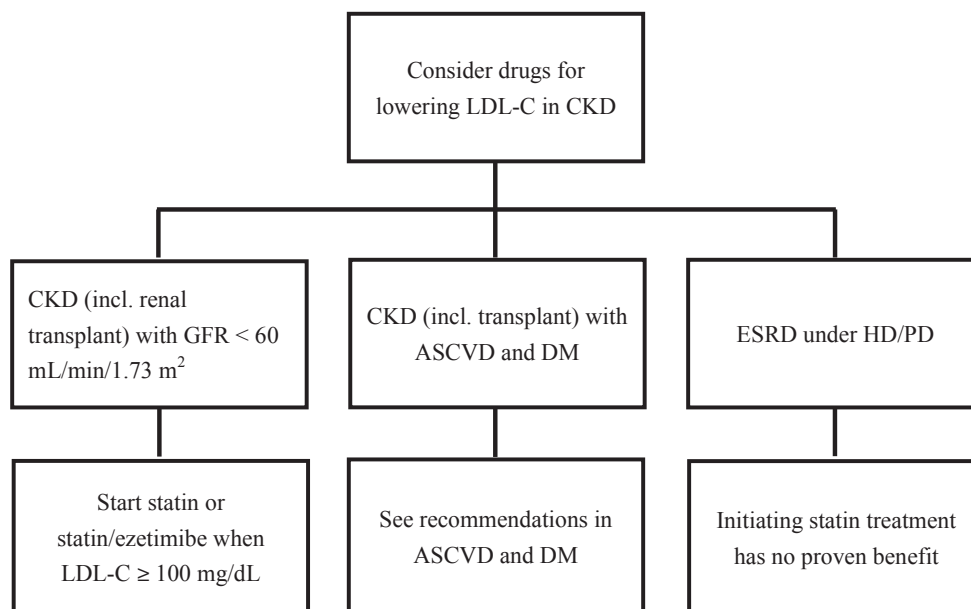 Consider drugs for
lowering LDL-C in CKD
CKD (incl. renal
transplant) with GFR < 60
mL/min/1.73 m²
CKD (incl. transplant) with
ASCVD and DM
ESRD under HD/PD
Start statin or
statin/ezetimibe when
LDL-C ≥ 100 mg/dL
See recommendations in
ASCVD and DM
Initiating statin treatment
has no proven benefit